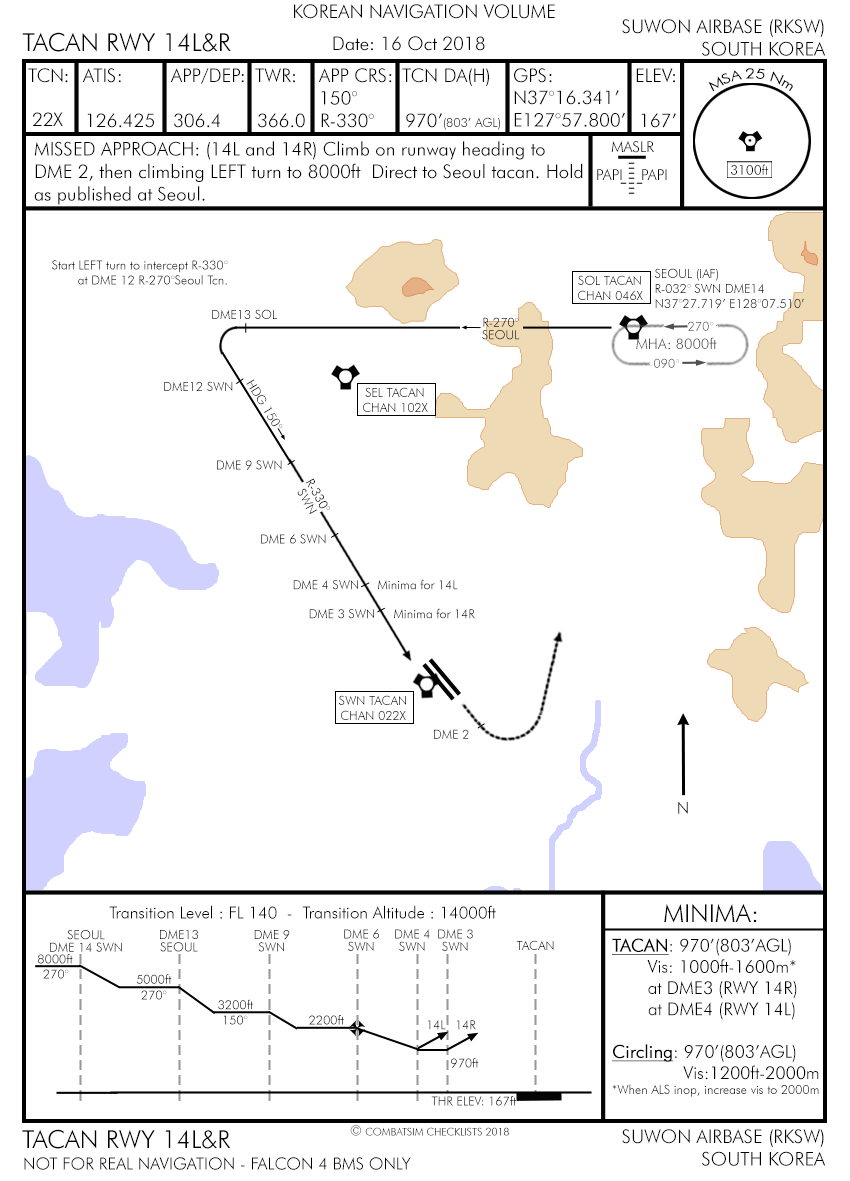 KOREAN NAVIGATION VOLUME
TACAN RWY 14L&R
Date: 16 Oct 2018
SUWON AIRBASE (RKSW)
SOUTH KOREA
TCN:
22X
ATIS:
126.425
APP/DEP:
306.4
TWR:
366.0
APP CRS:
150°
R-330°
TCN DA(H)
970'(803' AGL)
GPS:
N37°16.341'
E127°57.800'
ELEV:
167'
MSA 25 Nm
3100ft
MISSED APPROACH: (14L and 14R) Climb on runway heading to
DME 2, then climbing LEFT turn to 8000ft Direct to Seoul tacan. Hold
as published at Seoul.
MASLR
PAPI PAPI
Start LEFT turn to intercept R-330°
at DME 12 R-270°Seoul Tcn.
SOL TACAN
CHAN 046X
SEOUL (IAF)
R-032° SWN DME14
N37°27.719' E128°07.510'
DME13 SOL
R-270°
SEOUL
270°
MHA: 8000ft
090°
DME12 SWN
HDG 150°
SEL TACAN
CHAN 102X
DME 9 SWN
R-330°
SWN
DME 6 SWN
DME 4 SWN
Minima for 14L
DME 3 SWN
Minima for 14R
SWN TACAN
CHAN 022X
DME 2
N
Transition Level : FL 140 - Transition Altitude : 14000ft
SEOUL
DME 14 SWN
DME13
SEOUL
DME 9
SWN
DME 6
SWN
DME 4
SWN
DME 3
SWN
TACAN
8000ft
270°
5000ft
270°
3200ft
150°
2200ft
14L
14R
970ft
THR ELEV: 167ft
MINIMA:
TACAN: 970'(803'AGL)
Vis: 1000ft-1600m*
at DME3 (RWY 14R)
at DME4 (RWY 14L)
Circling: 970'(803'AGL)
Vis:1200ft-2000m
*When ALS inop, increase vis to 2000m
TACAN RWY 14L&R
© COMBATSIM CHECKLISTS 2018
SUWON AIRBASE (RKSW)
SOUTH KOREA
NOT FOR REAL NAVIGATION - FALCON 4 BMS ONLY